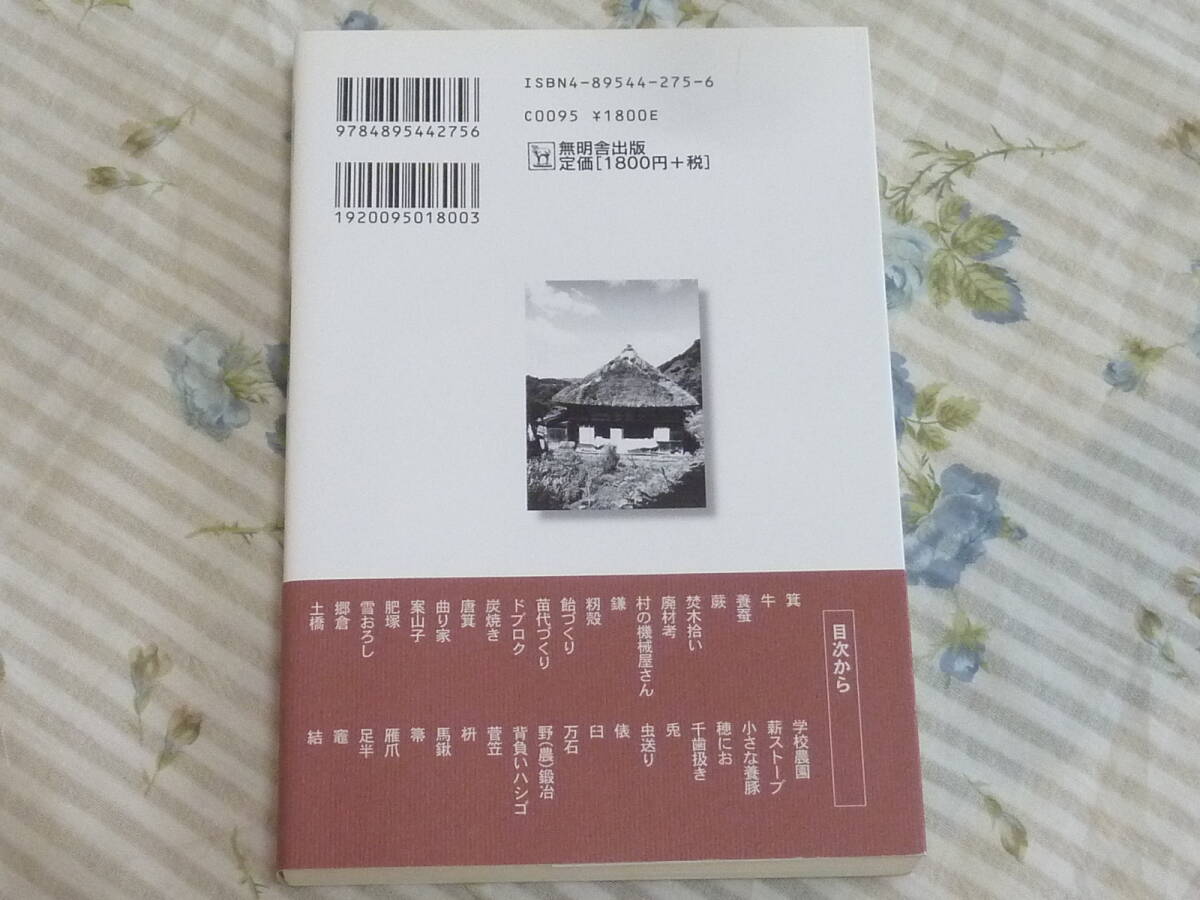 ISBN4-89544-275-6
C0095 ¥1800E
9784895442756
無明舎出版
定価[1800円+税]
1920095018003
目次から
箕
牛
養蚕
蕨
焚木拾い
廃材考
村の機械屋さん
鎌
籾殻
飴づくり
苗代づくり
ドブロク
炭焼き
唐箕
曲り家
案山子
肥塚
雪おろし
郷倉
土橋
学校農園
薪ストーブ
小さな養豚
穂にお
千歯扱き
兎
虫送り
俵
臼
万石
野(農)鍛冶
背負いハシゴ
菅笠
枡
馬鍬
箒
雁爪
足半
竈
結